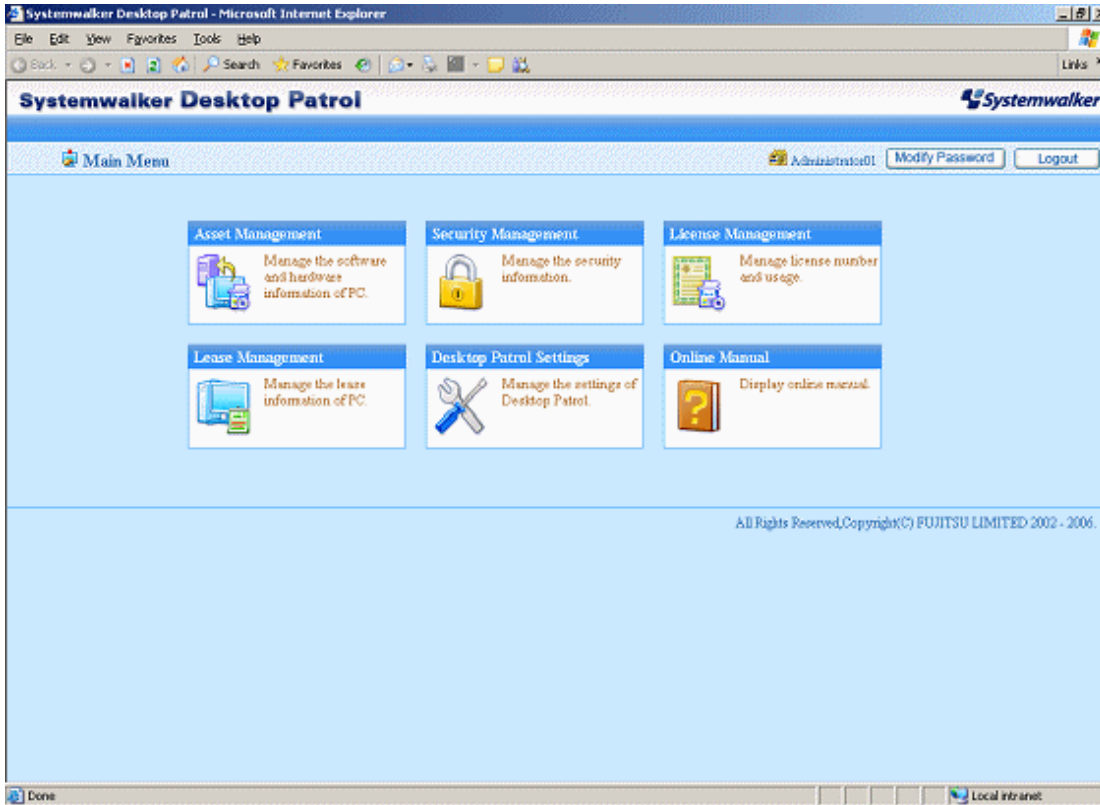 Systemwalker Desktop Patrol - Microsoft Internet Explorer
File Edit View Favorites Tools Help
Back Search Favorites Links
Systemwalker Desktop Patrol Systemwalker
Main Menu Administrator01 Modify Password Logout
Asset Management
Manage the software
and hardware
information of PC.
Security Management
Manage the security
information.
License Management
Manage license number
and usage.
Lease Management
Manage the lease
information of PC.
Desktop Patrol Settings
Manage the settings of
Desktop Patrol.
Online Manual
Display online manual.
All Rights Reserved,Copyright(C) FUJITSU LIMITED 2002 - 2006.
Done Local intranet